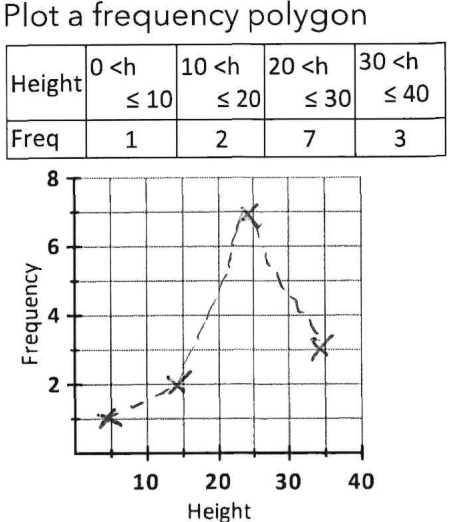 Plot a frequency polygon
Height 0 <h ≤ 10 10 <h ≤ 20 20 <h ≤ 30 30 <h ≤ 40
Freq 1 2 7 3
8
6
4
2
Frequency
10 20 30 40
Height